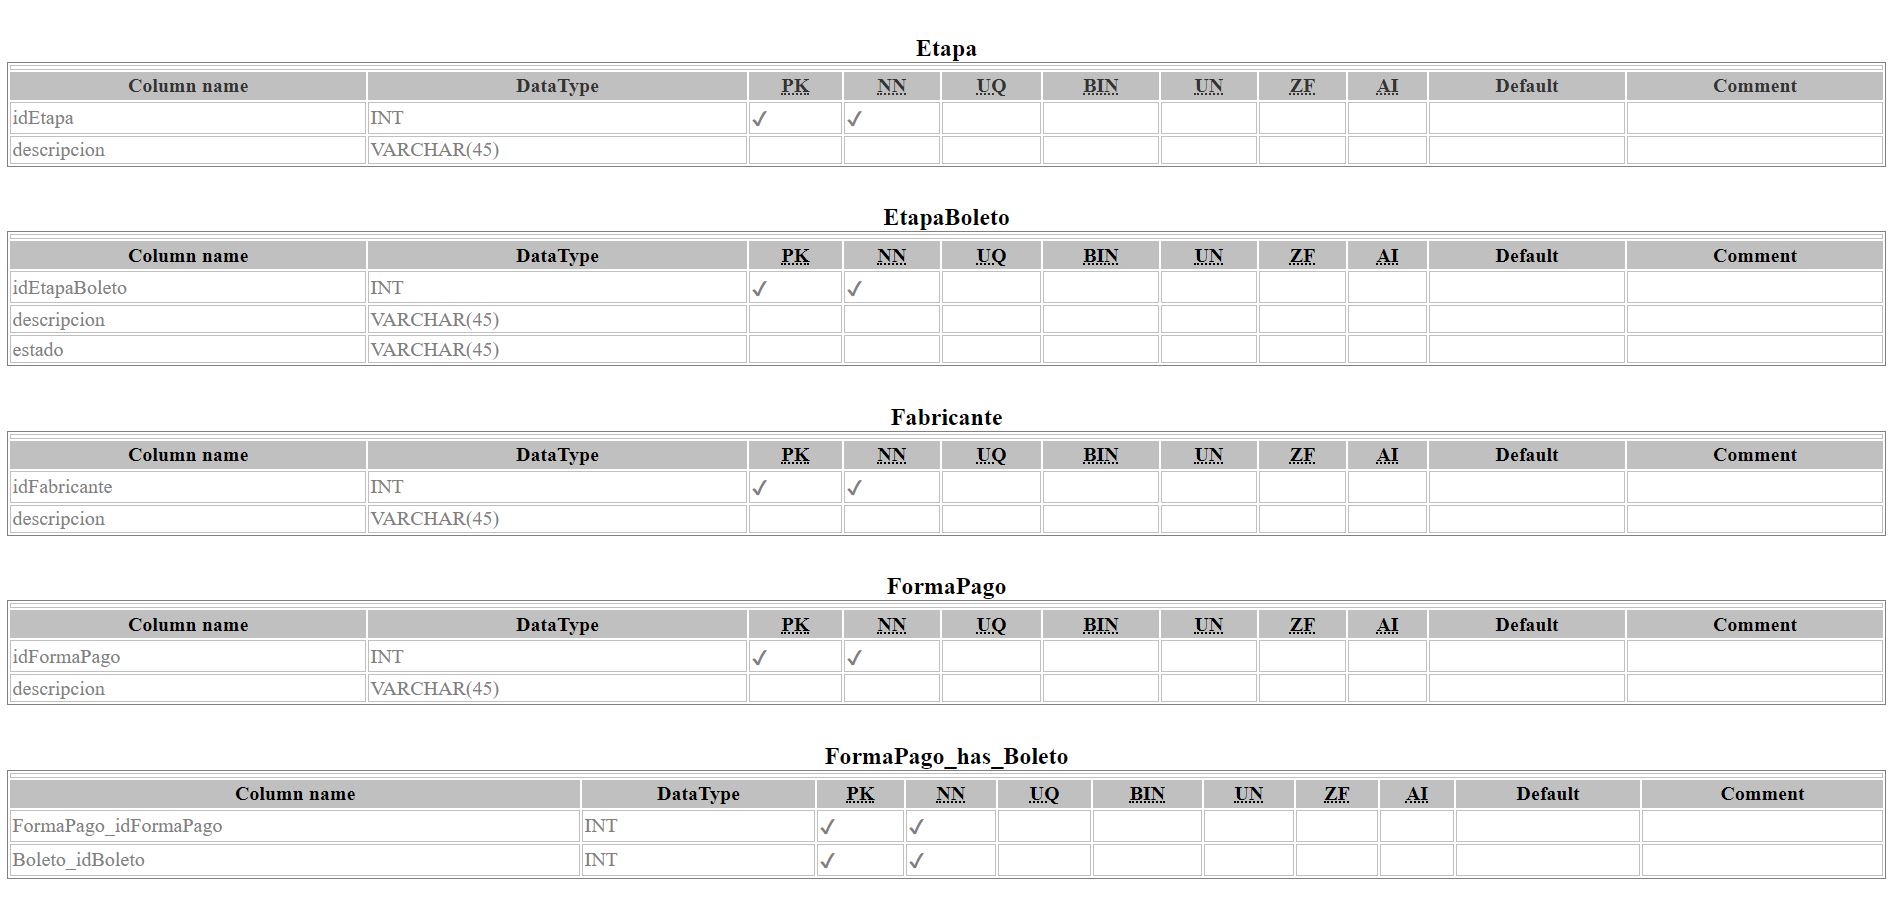 Etapa
Column name DataType PK NN UQ BIN UN ZF AI Default Comment
idEtapa INT ✓ ✓
descripcion VARCHAR(45)
EtapaBoleto
Column name DataType PK NN UQ BIN UN ZF AI Default Comment
idEtapaBoleto INT ✓ ✓
descripcion VARCHAR(45)
estado VARCHAR(45)
Fabricante
Column name DataType PK NN UQ BIN UN ZF AI Default Comment
idFabricante INT ✓ ✓
descripcion VARCHAR(45)
FormaPago
Column name DataType PK NN UQ BIN UN ZF AI Default Comment
idFormaPago INT ✓ ✓
descripcion VARCHAR(45)
FormaPago_has_Boleto
Column name DataType PK NN UQ BIN UN ZF AI Default Comment
FormaPago_idFormaPago INT ✓ ✓
Boleto_idBoleto INT ✓ ✓